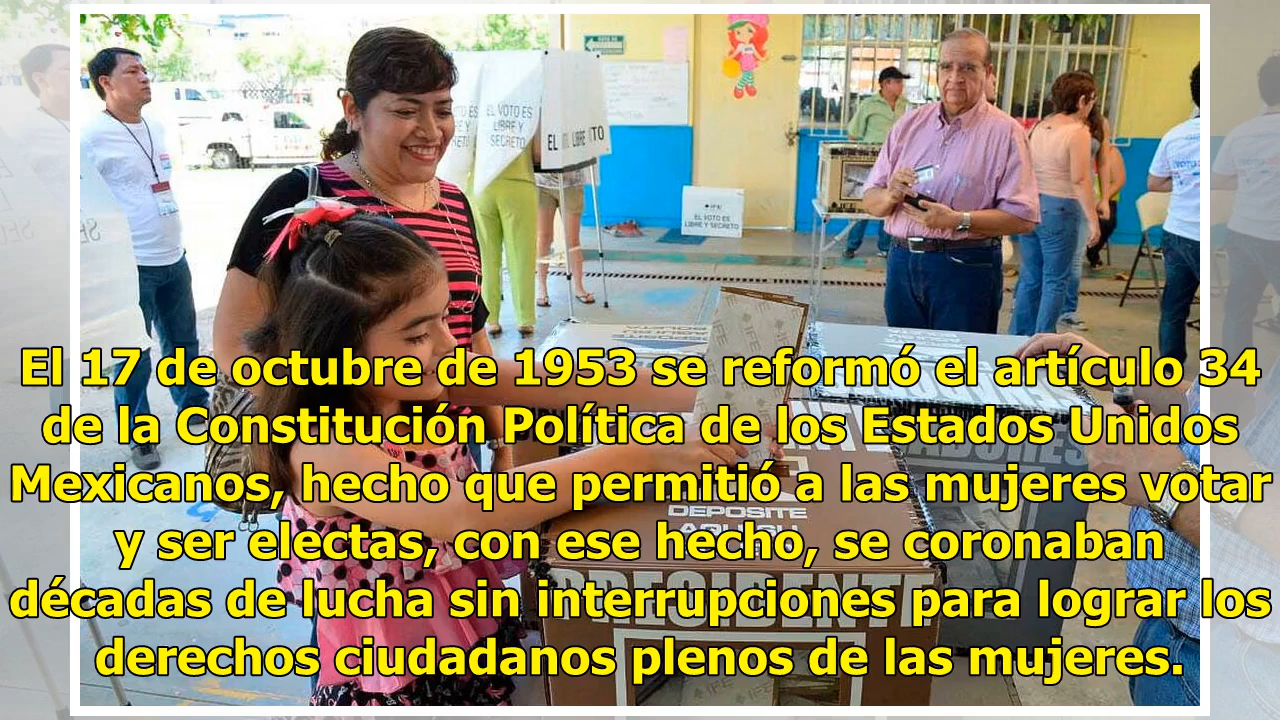 EL VOTO ES
LIBRE Y
SECRETO
EL VOTO LIBRE
IFE
EL VOTO ES
LIBRE Y SECRETO
El 17 de octubre de 1953 se reformó el artículo 34
de la Constitución Política de los Estados Unidos
Mexicanos, hecho que permitió a las mujeres votar
y ser electas, con ese hecho, se coronaban
décadas de lucha sin interrupciones para lograr los
derechos ciudadanos plenos de las mujeres.
DEPOSITE
AQUÍ SU
PRESIDENTE
IFE